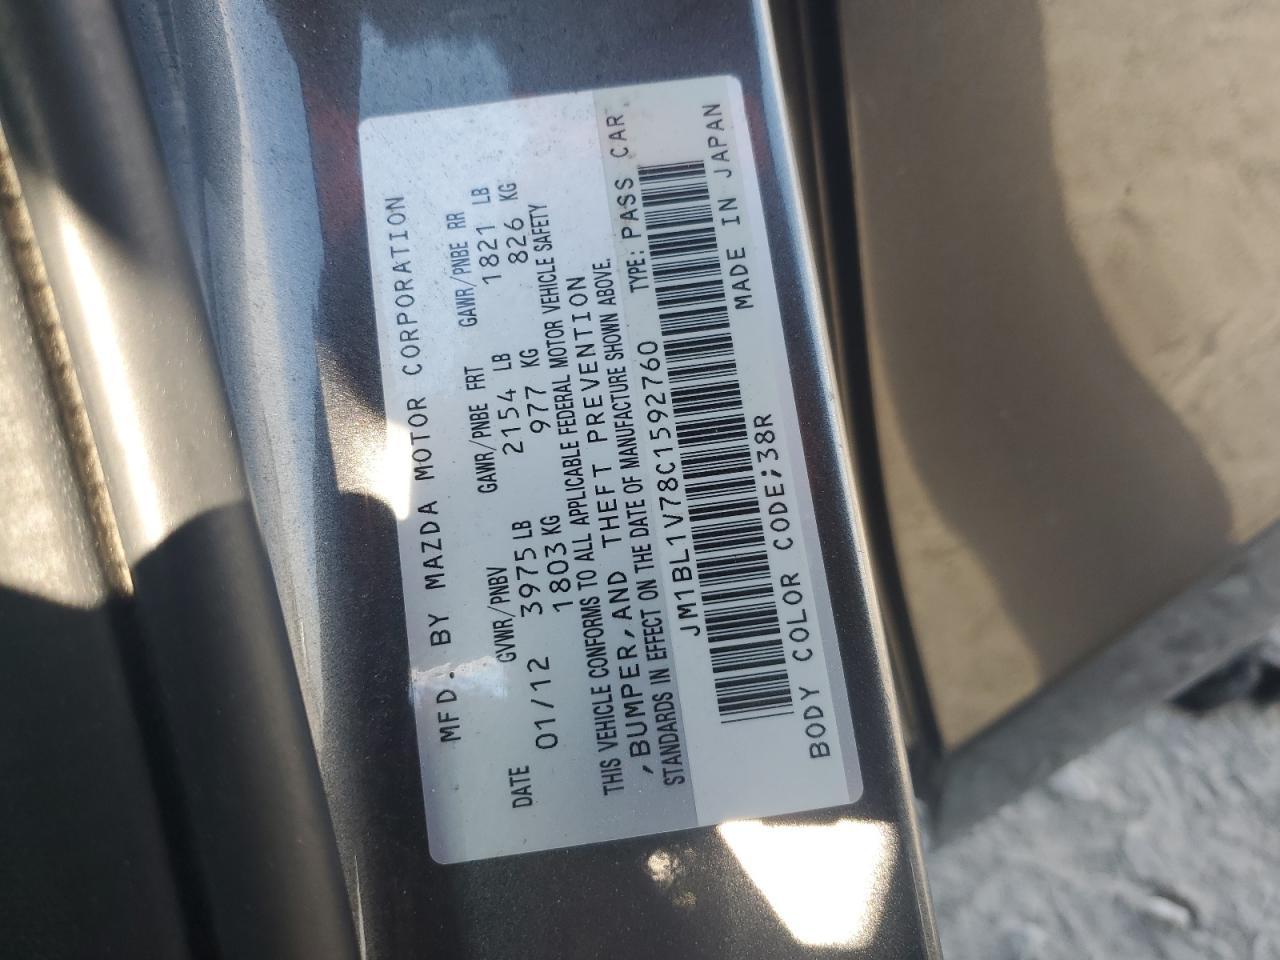 MFD. BY MAZDA MOTOR CORPORATION
DATE GVWR/PNBV GAWR/PNBE FRT GAWR/PNBE RR
01/12 3975 LB 2154 LB 1821 LB
1803 KG 977 KG 826 KG
THIS VEHICLE CONFORMS TO ALL APPLICABLE FEDERAL MOTOR VEHICLE SAFETY
,BUMPER, AND THEFT PREVENTION
STANDARDS IN EFFECT ON THE DATE OF MANUFACTURE SHOWN ABOVE.
JM1BL1V78C1592760 TYPE: PASS CAR.
MADE IN JAPAN
BODY COLOR CODE;38R